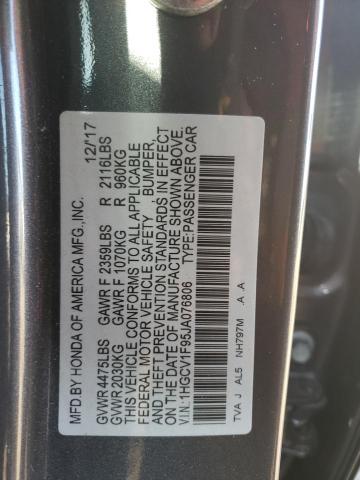 MFD.BY HONDA OF AMERICA MFG.,INC. 12/17
GVWR 4475LBS GAWR F 2359LBS R 2116LBS
GVWR 2030KG GAWR F 1070KG R 960KG
THIS VEHICLE CONFORMS TO ALL APPLICABLE
FEDERAL MOTOR VEHICLE SAFETY BUMPER,
AND THEFT PREVENTION STANDARDS IN EFFECT
ON THE DATE OF MANUFACTURE SHOWN ABOVE.
V.I.N.:1HGCV1F95JA076806 TYPE:PASSENGER CAR
TVA J AL5 NH797M .A .A